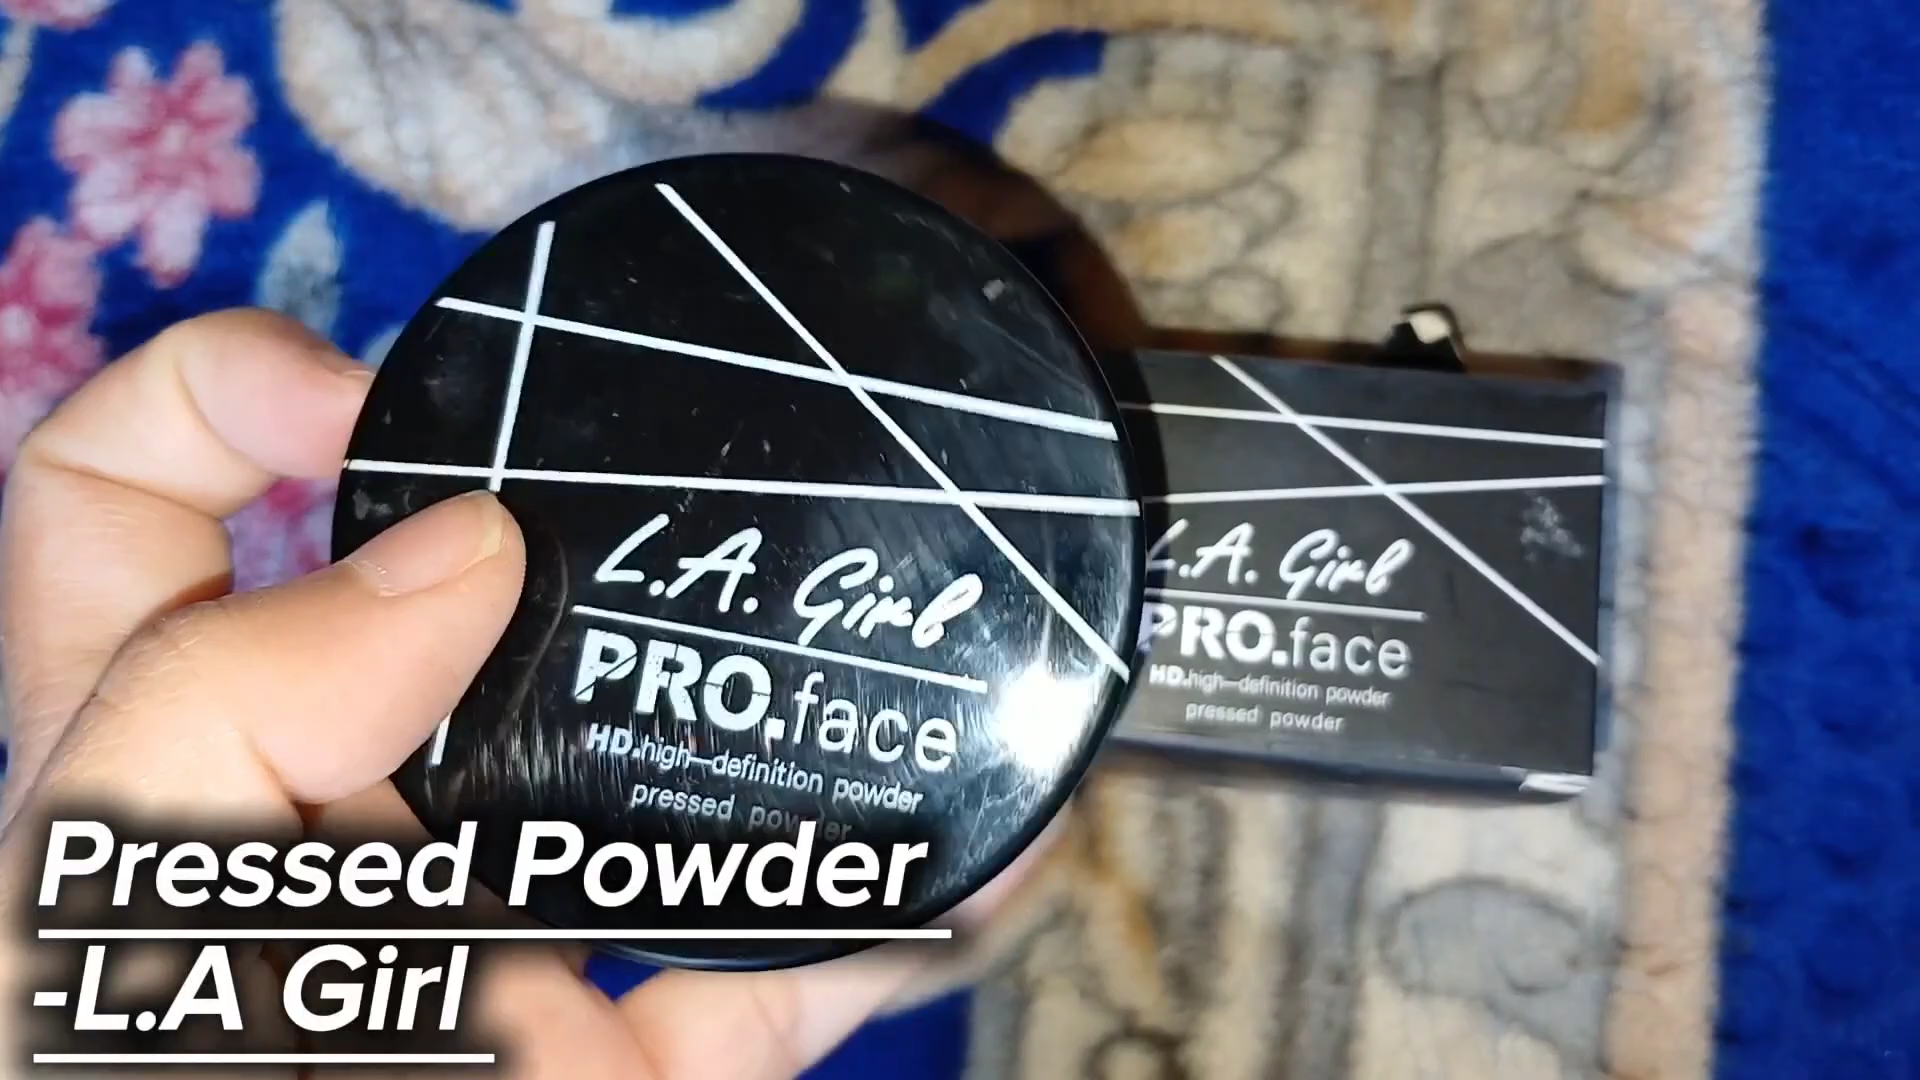 L.A. Girl
PRO.face
HD.high-definition powder
pressed powder
L.A. Girl
PRO.face
HD.high-definition powder
pressed powder
Pressed Powder
-L.A Girl